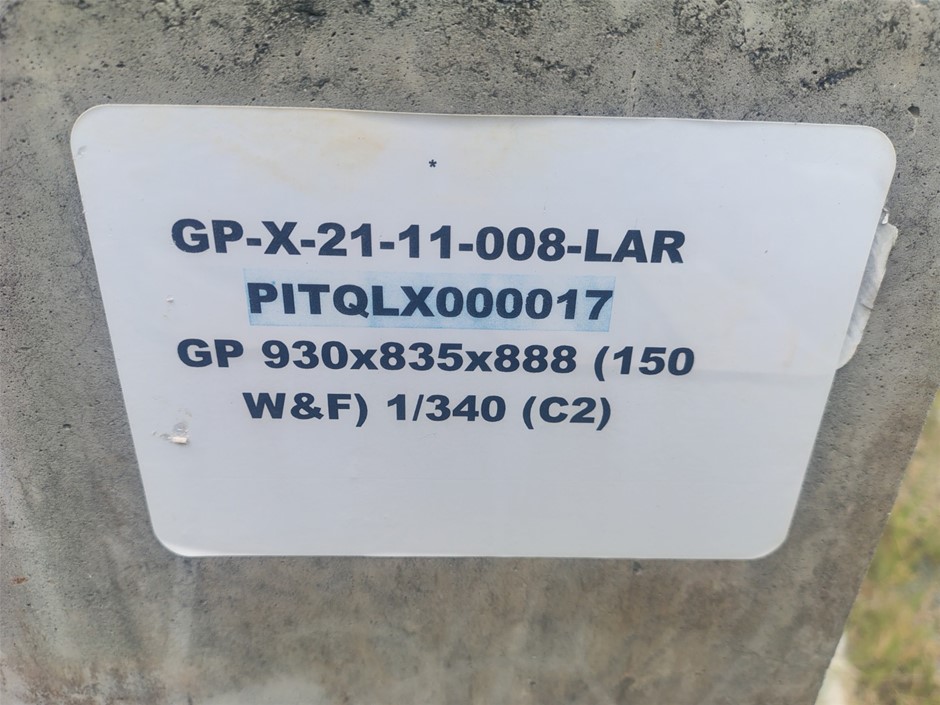 *
GP-X-21-11-008-LAR
PITQLX000017
GP 930x835x888 (150
W&F) 1/340 (C2)